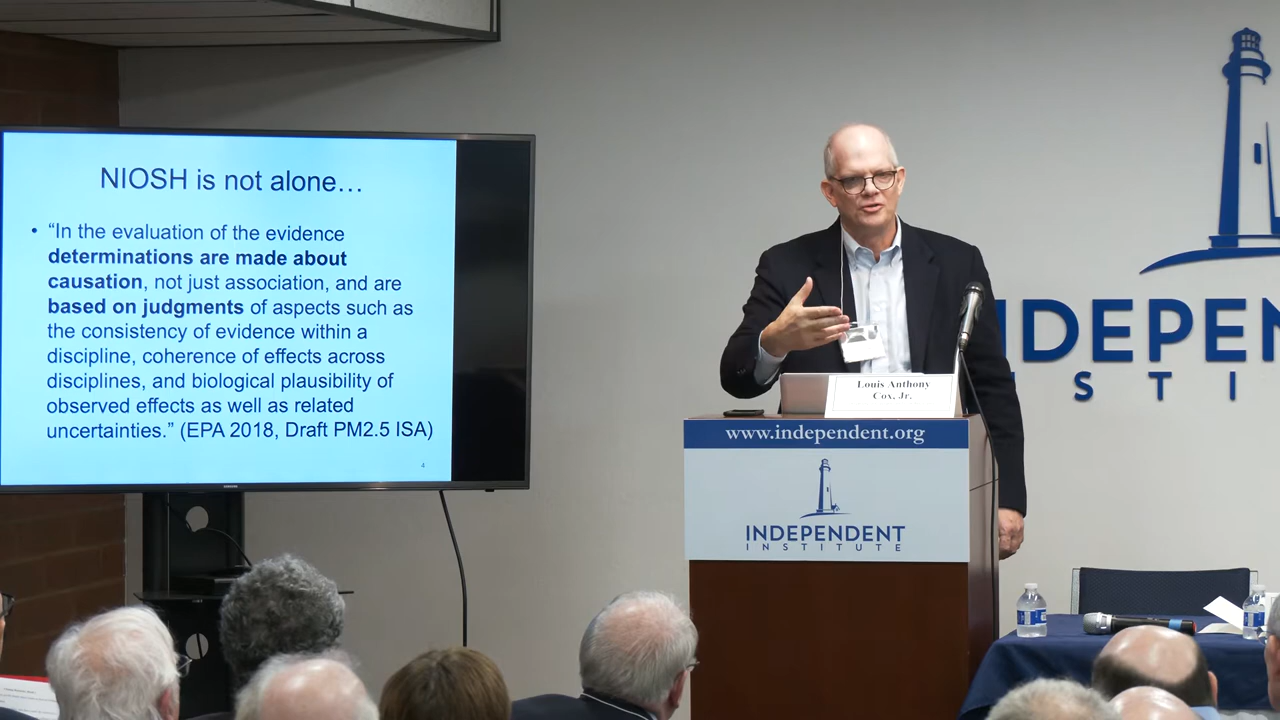 NIOSH is not alone…
• “In the evaluation of the evidence
determinations are made about
causation, not just association, and are
based on judgments of aspects such as
the consistency of evidence within a
discipline, coherence of effects across
disciplines, and biological plausibility of
observed effects as well as related
uncertainties.” (EPA 2018, Draft PM2.5 ISA)
4
SAMSUNG
INDEPEN
STI
Louis Anthony
Cox, Jr.
www.independent.org
INDEPENDENT
INSTITUTE